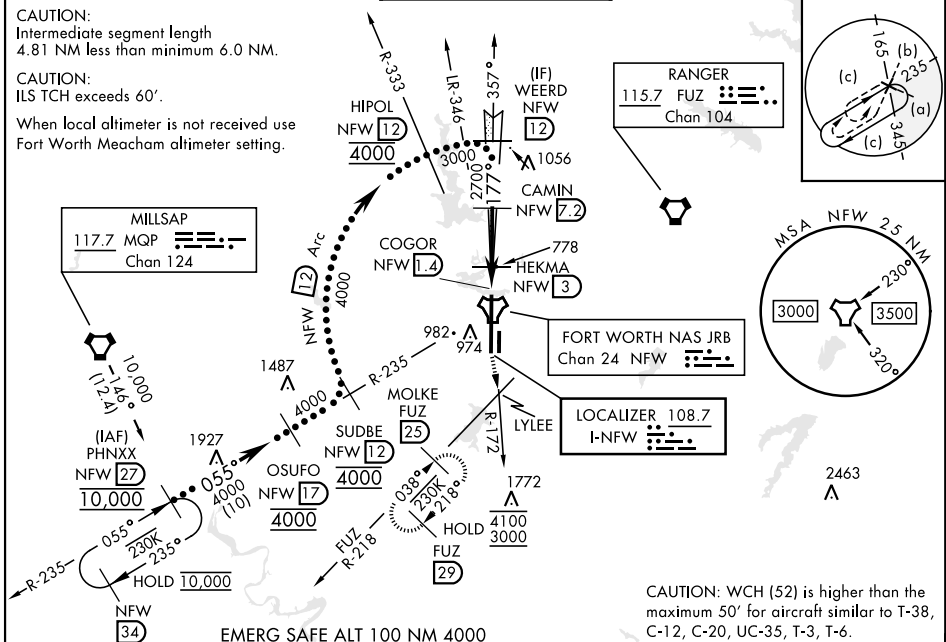 CAUTION:
Intermediate segment length
4.81 NM less than minimum 6.0 NM.
CAUTION:
ILS TCH exceeds 60'.
When local altimeter is not received use
Fort Worth Meacham altimeter setting.
R-333
LR-346
357°
(IF)
WEERD
NFW
12
HIPOL
NFW 12
4000
3000
1056
2700
177°
CAMIN
NFW 7.2
RANGER
115.7 FUZ
Chan 104
165
(b)
235
(c)
(a)
(c)
345
MILLSAP
117.7 MQP
Chan 124
NFW 12 Arc
4000
COGOR
NFW 1.4
778
HEKMA
NFW 3
MSA NFW 25 NM
230°
3000
3500
320°
982
974
FORT WORTH NAS JRB
Chan 24 NFW
10,000
146°
(12.4)
1487
R-235
4000
MOLKE
FUZ
25
LYLEE
LOCALIZER 108.7
I-NFW
(IAF)
PHNXX
NFW 27
10,000
1927
055°
4000
(10)
OSUFO
NFW 17
4000
SUDBE
NFW 12
4000
R-172
038°
230K
218°
1772
4100
3000
HOLD
2463
055°
230K
235°
R-235
HOLD 10,000
FUZ
R-218
FUZ
29
NFW
34
EMERG SAFE ALT 100 NM 4000
CAUTION: WCH (52) is higher than the
maximum 50' for aircraft similar to T-38,
C-12, C-20, UC-35, T-3, T-6.